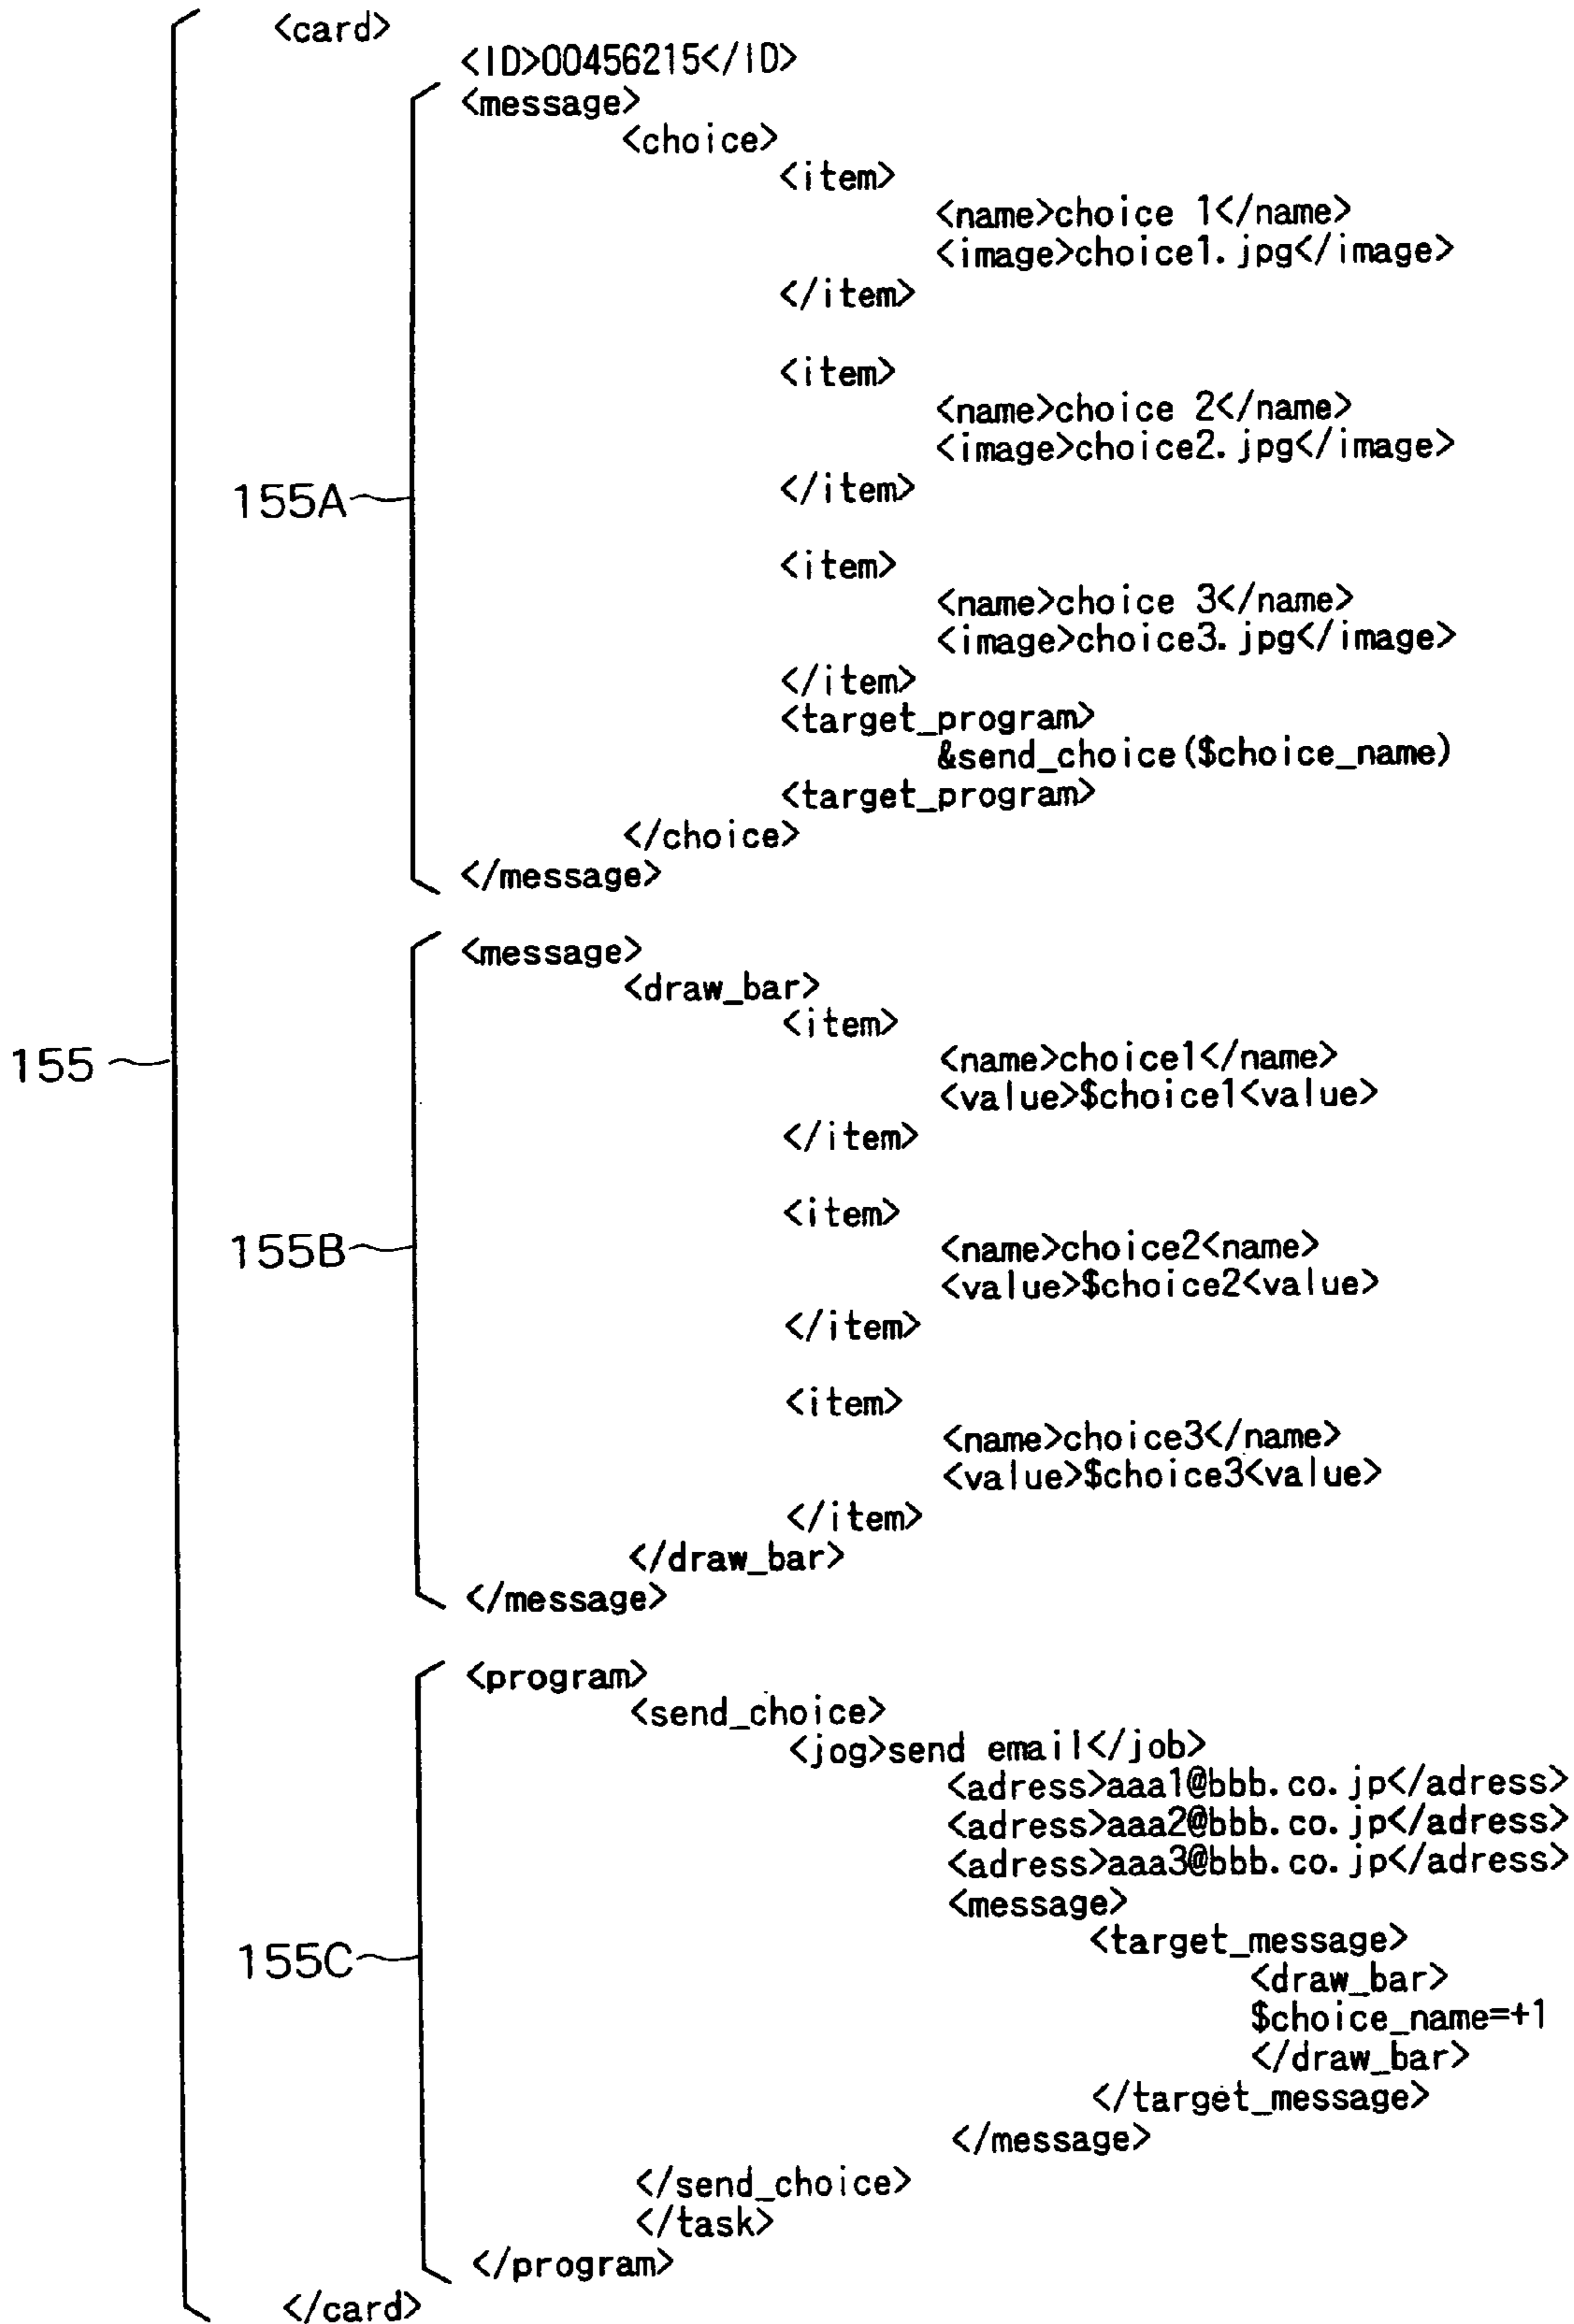 <card>
<ID>00456215</ID>
<message>
<choice>
<item>
<name>choice 1</name>
<image>choice1.jpg</image>
</item>
<item>
<name>choice 2</name>
<image>choice2.jpg</image>
</item>
155A
<item>
<name>choice 3</name>
<image>choice3.jpg</image>
</item>
<target_program>
&send_choice($choice_name)
<target_program>
</choice>
</message>
<message>
<draw_bar>
<item>
155
<name>choice1</name>
<value>$choice1<value>
</item>
<item>
155B
<name>choice2<name>
<value>$choice2<value>
</item>
<item>
<name>choice3</name>
<value>$choice3<value>
</item>
</draw_bar>
</message>
<program>
<send_choice>
<jog>send email</job>
<adress>aaa1@bbb.co.jp</adress>
<adress>aaa2@bbb.co.jp</adress>
<adress>aaa3@bbb.co.jp</adress>
<message>
<target_message>
155C
<draw_bar>
$choice_name=+1
</draw_bar>
</target_message>
</message>
</send_choice>
</task>
</program>
</card>